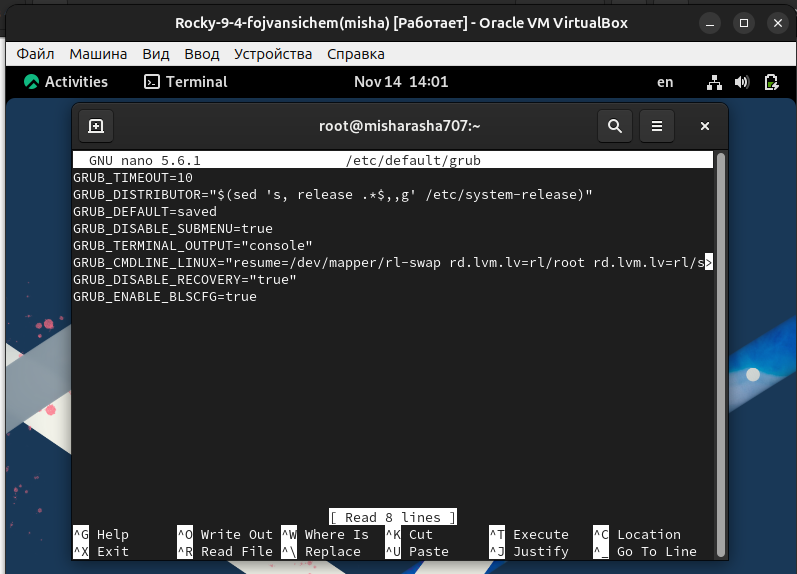 Rocky-9-4-fojvansichem(misha) [Работает] - Oracle VM VirtualBox
Файл Машина Вид Ввод Устройства Справка
Activities Terminal Nov 14 14:01 en
root@misharasha707:~
GNU nano 5.6.1 /etc/default/grub
GRUB_TIMEOUT=10
GRUB_DISTRIBUTOR="$(sed 's, release .*$,,g' /etc/system-release)"
GRUB_DEFAULT=saved
GRUB_DISABLE_SUBMENU=true
GRUB_TERMINAL_OUTPUT="console"
GRUB_CMDLINE_LINUX="resume=/dev/mapper/rl-swap rd.lvm.lv=rl/root rd.lvm.lv=rl/s>
GRUB_DISABLE_RECOVERY="true"
GRUB_ENABLE_BLSCFG=true
[ Read 8 lines ]
^G Help ^O Write Out ^W Where Is ^K Cut ^T Execute ^C Location
^X Exit ^R Read File ^\ Replace ^U Paste ^J Justify ^_ Go To Line